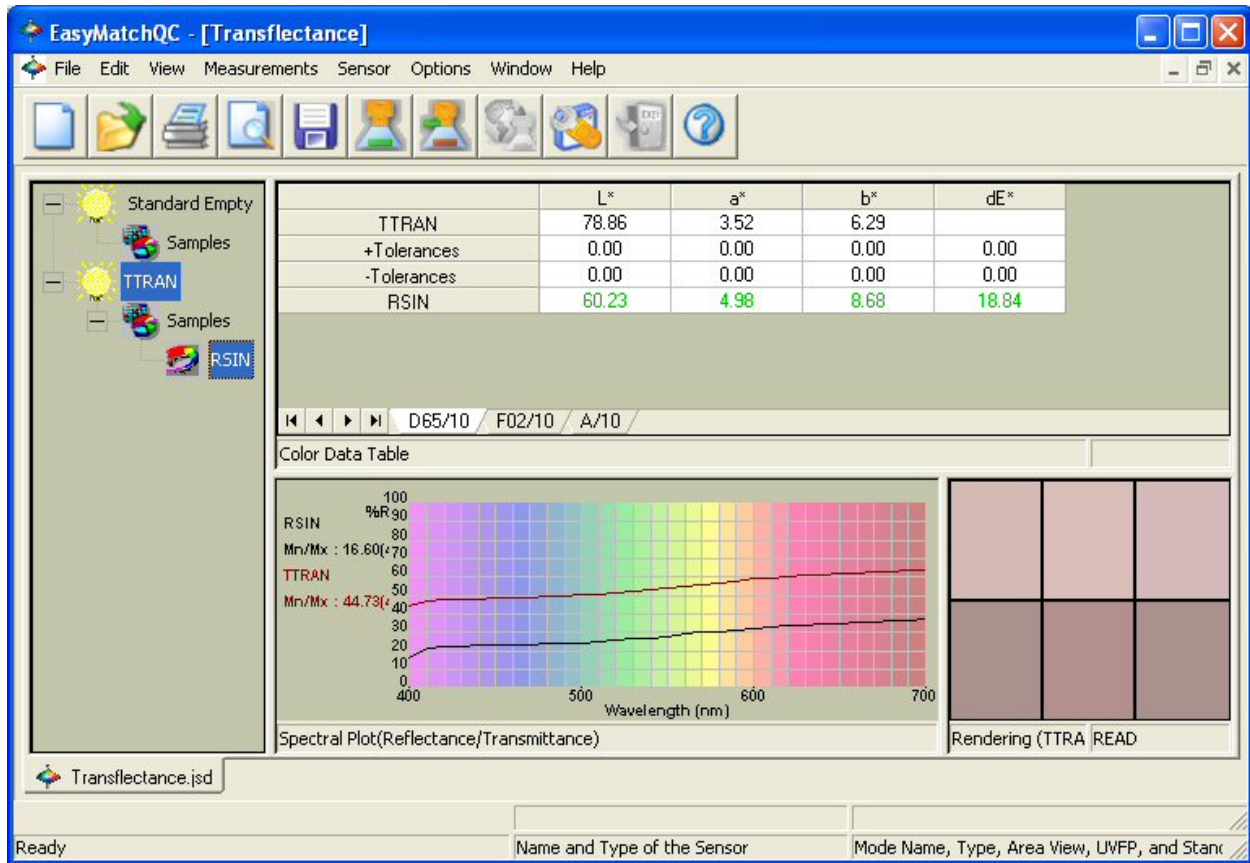 EasyMatchQC - [Transflectance]
File Edit View Measurements Sensor Options Window Help
EXIT
Standard Empty
Samples
TTRAN
Samples
RSIN
L* a* b* dE*
TTRAN 78.86 3.52 6.29
+Tolerances 0.00 0.00 0.00 0.00
-Tolerances 0.00 0.00 0.00 0.00
RSIN 60.23 4.98 8.68 18.84
D65/10 F02/10 A/10
Color Data Table
RSIN
Mn/Mx : 16.60(
TTRAN
Mn/Mx : 44.73(
%R
100
90
80
70
60
50
40
30
20
10
0
400 500 600 700
Wavelength (nm)
Spectral Plot(Reflectance/Transmittance)
Rendering (TTRA READ
Transflectance.jsd
Ready Name and Type of the Sensor Mode Name, Type, Area View, UVFP, and Stan